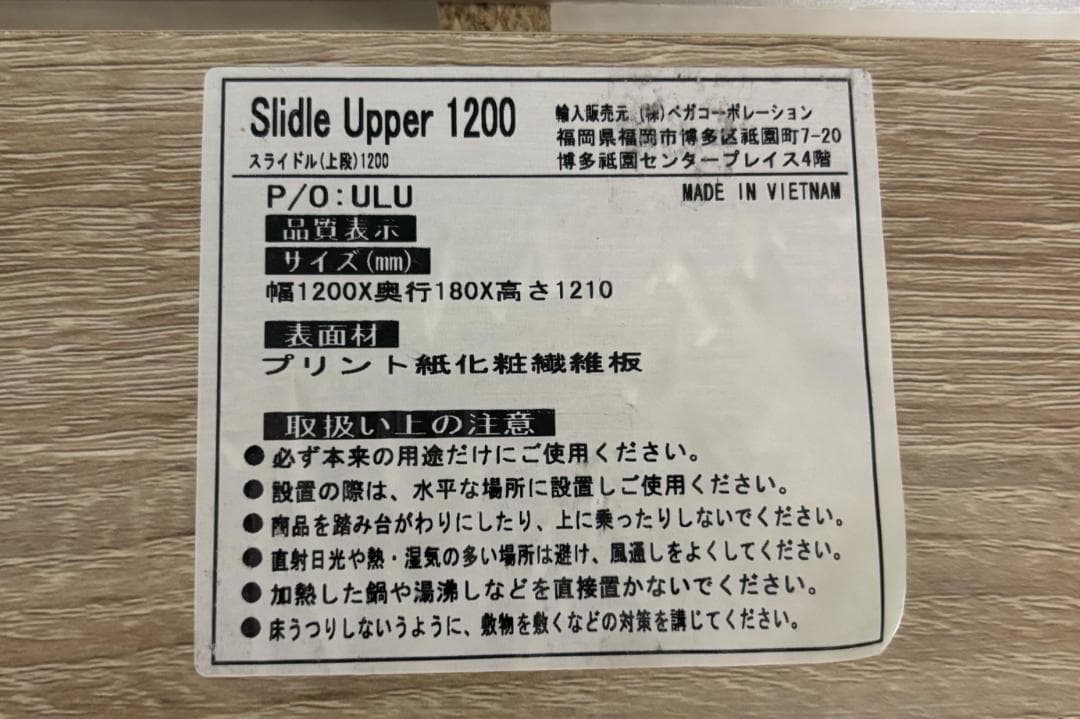 Slidle Upper 1200
スライドル(上段)1200
輸入販売元 (株)ベガコーポレーション
福岡県福岡市博多区祗園町7-20
博多祗園センタープレイス4階
P/O:ULU
MADE IN VIETNAM
品質表示
サイズ(mm)
幅1200X奥行180X高さ1210
表面材
プリント紙化粧繊維板
取扱い上の注意
●必ず本来の用途だけにご使用ください。
●設置の際は、水平な場所に設置しご使用ください。
●商品を踏み台がわりにしたり、上に乗ったりしないでください。
●直射日光や熱・湿気の多い場所は避け、風通しをよくしてください。
●加熱した鍋や湯沸しなどを直接置かないでください。
●床うつりしないうように、敷物を敷くなどの対策を講じてください。